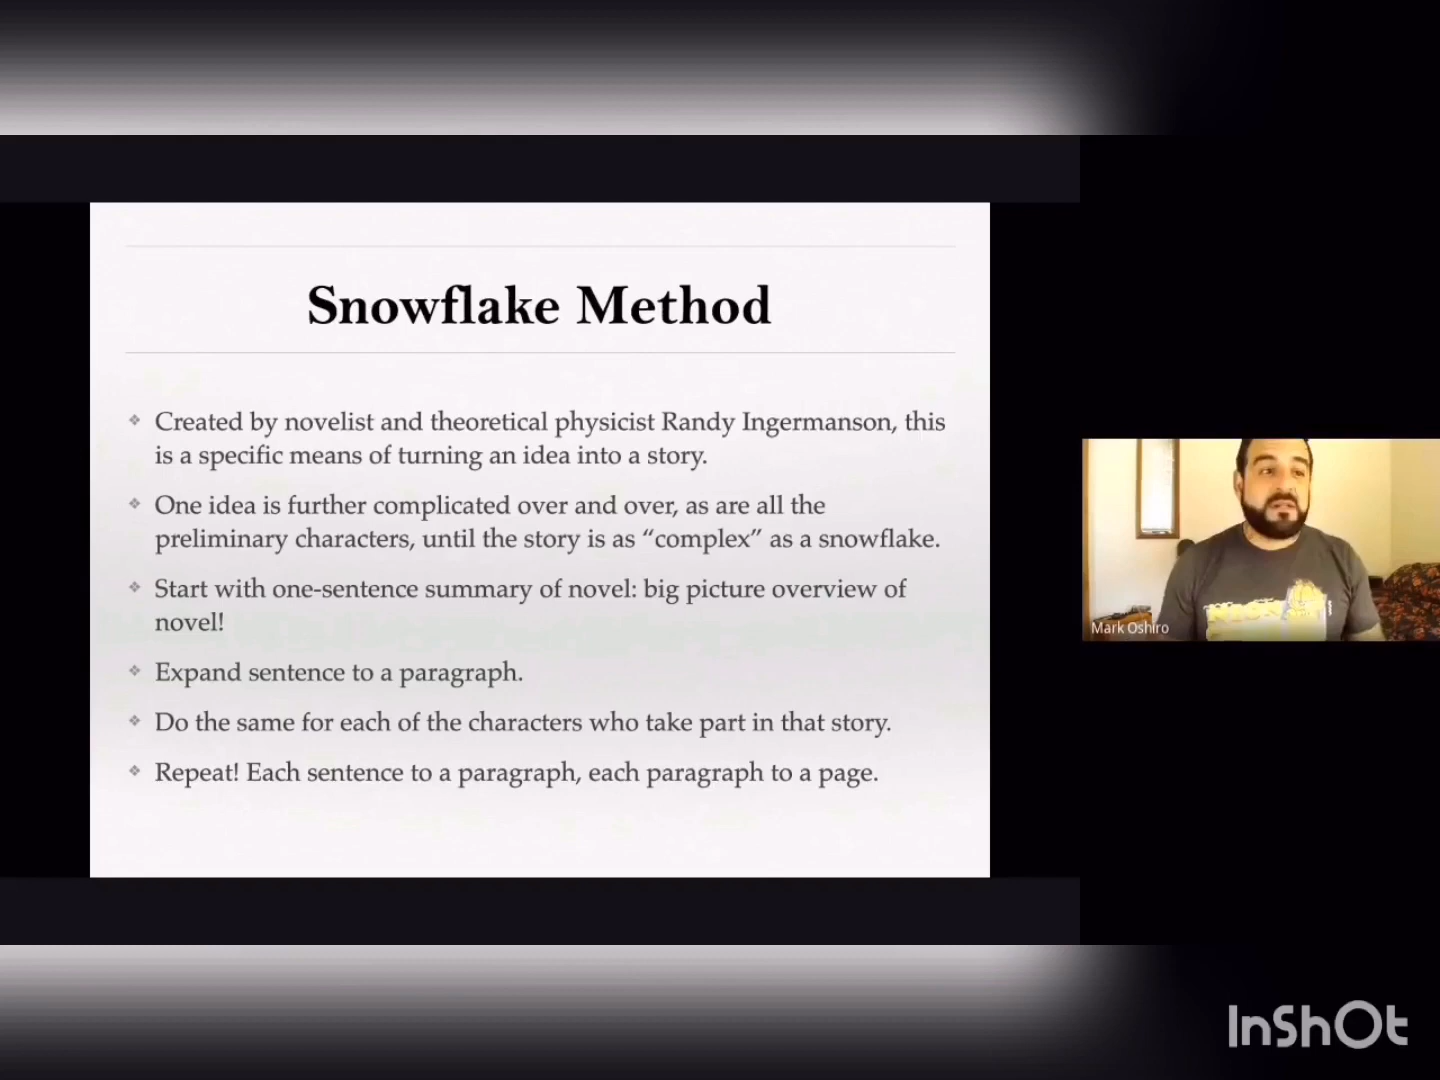 Snowflake Method
Created by novelist and theoretical physicist Randy Ingermanson, this
is a specific means of turning an idea into a story.
One idea is further complicated over and over, as are all the
preliminary characters, until the story is as “complex” as a snowflake.
Start with one-sentence summary of novel: big picture overview of
novel!
Expand sentence to a paragraph.
Do the same for each of the characters who take part in that story.
Repeat! Each sentence to a paragraph, each paragraph to a page.
Mark Oshiro
InShOt